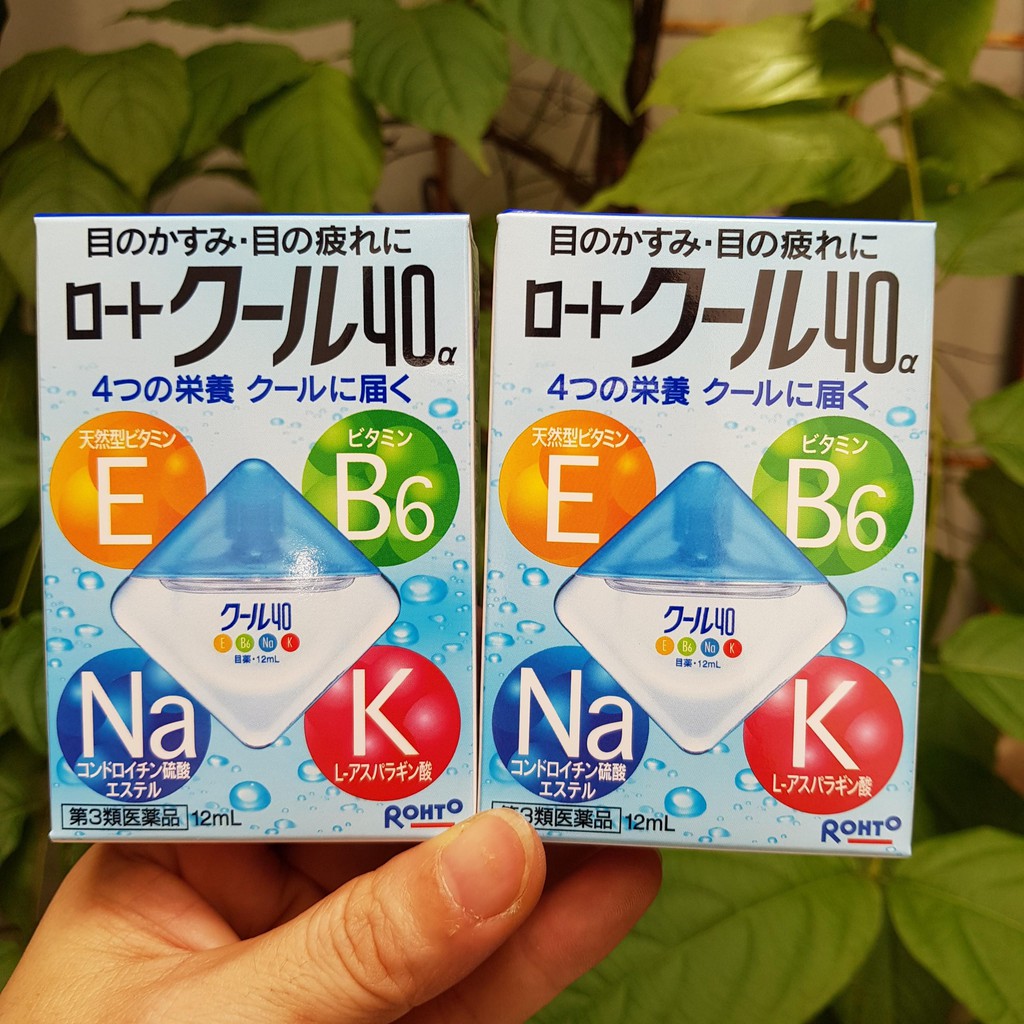 目のかすみ・目の疲れに
ロート クール40α
4つの栄養 クールに届く
天然型ビタミン
E
ビタミン
B6
クール40
E B6 Na K
目薬・12mL
Na
コンドロイチン硫酸
エステル
K
L-アスパラギン酸
第3類医薬品 12mL
ROHTO
目のかすみ・目の疲れに
ロート クール40α
4つの栄養 クールに届く
天然型ビタミン
E
ビタミン
B6
クール40
E B6 Na K
目薬・12mL
Na
コンドロイチン硫酸
エステル
K
L-アスパラギン酸
第3類医薬品 12mL
ROHTO